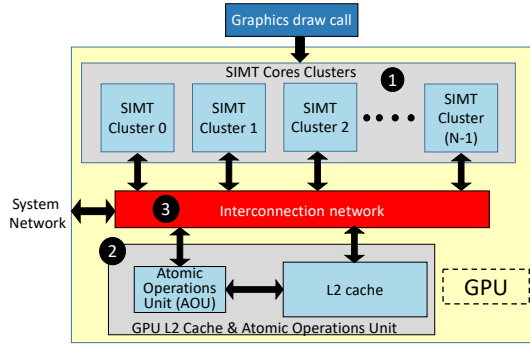 Graphics draw call
SIMT Cores Clusters
1
SIMT
Cluster 0
SIMT
Cluster 1
SIMT
Cluster 2
SIMT
Cluster
(N-1)
System
Network
3
Interconnection network
2
Atomic
Operations
Unit (AOU)
L2 cache
GPU
GPU L2 Cache & Atomic Operations Unit